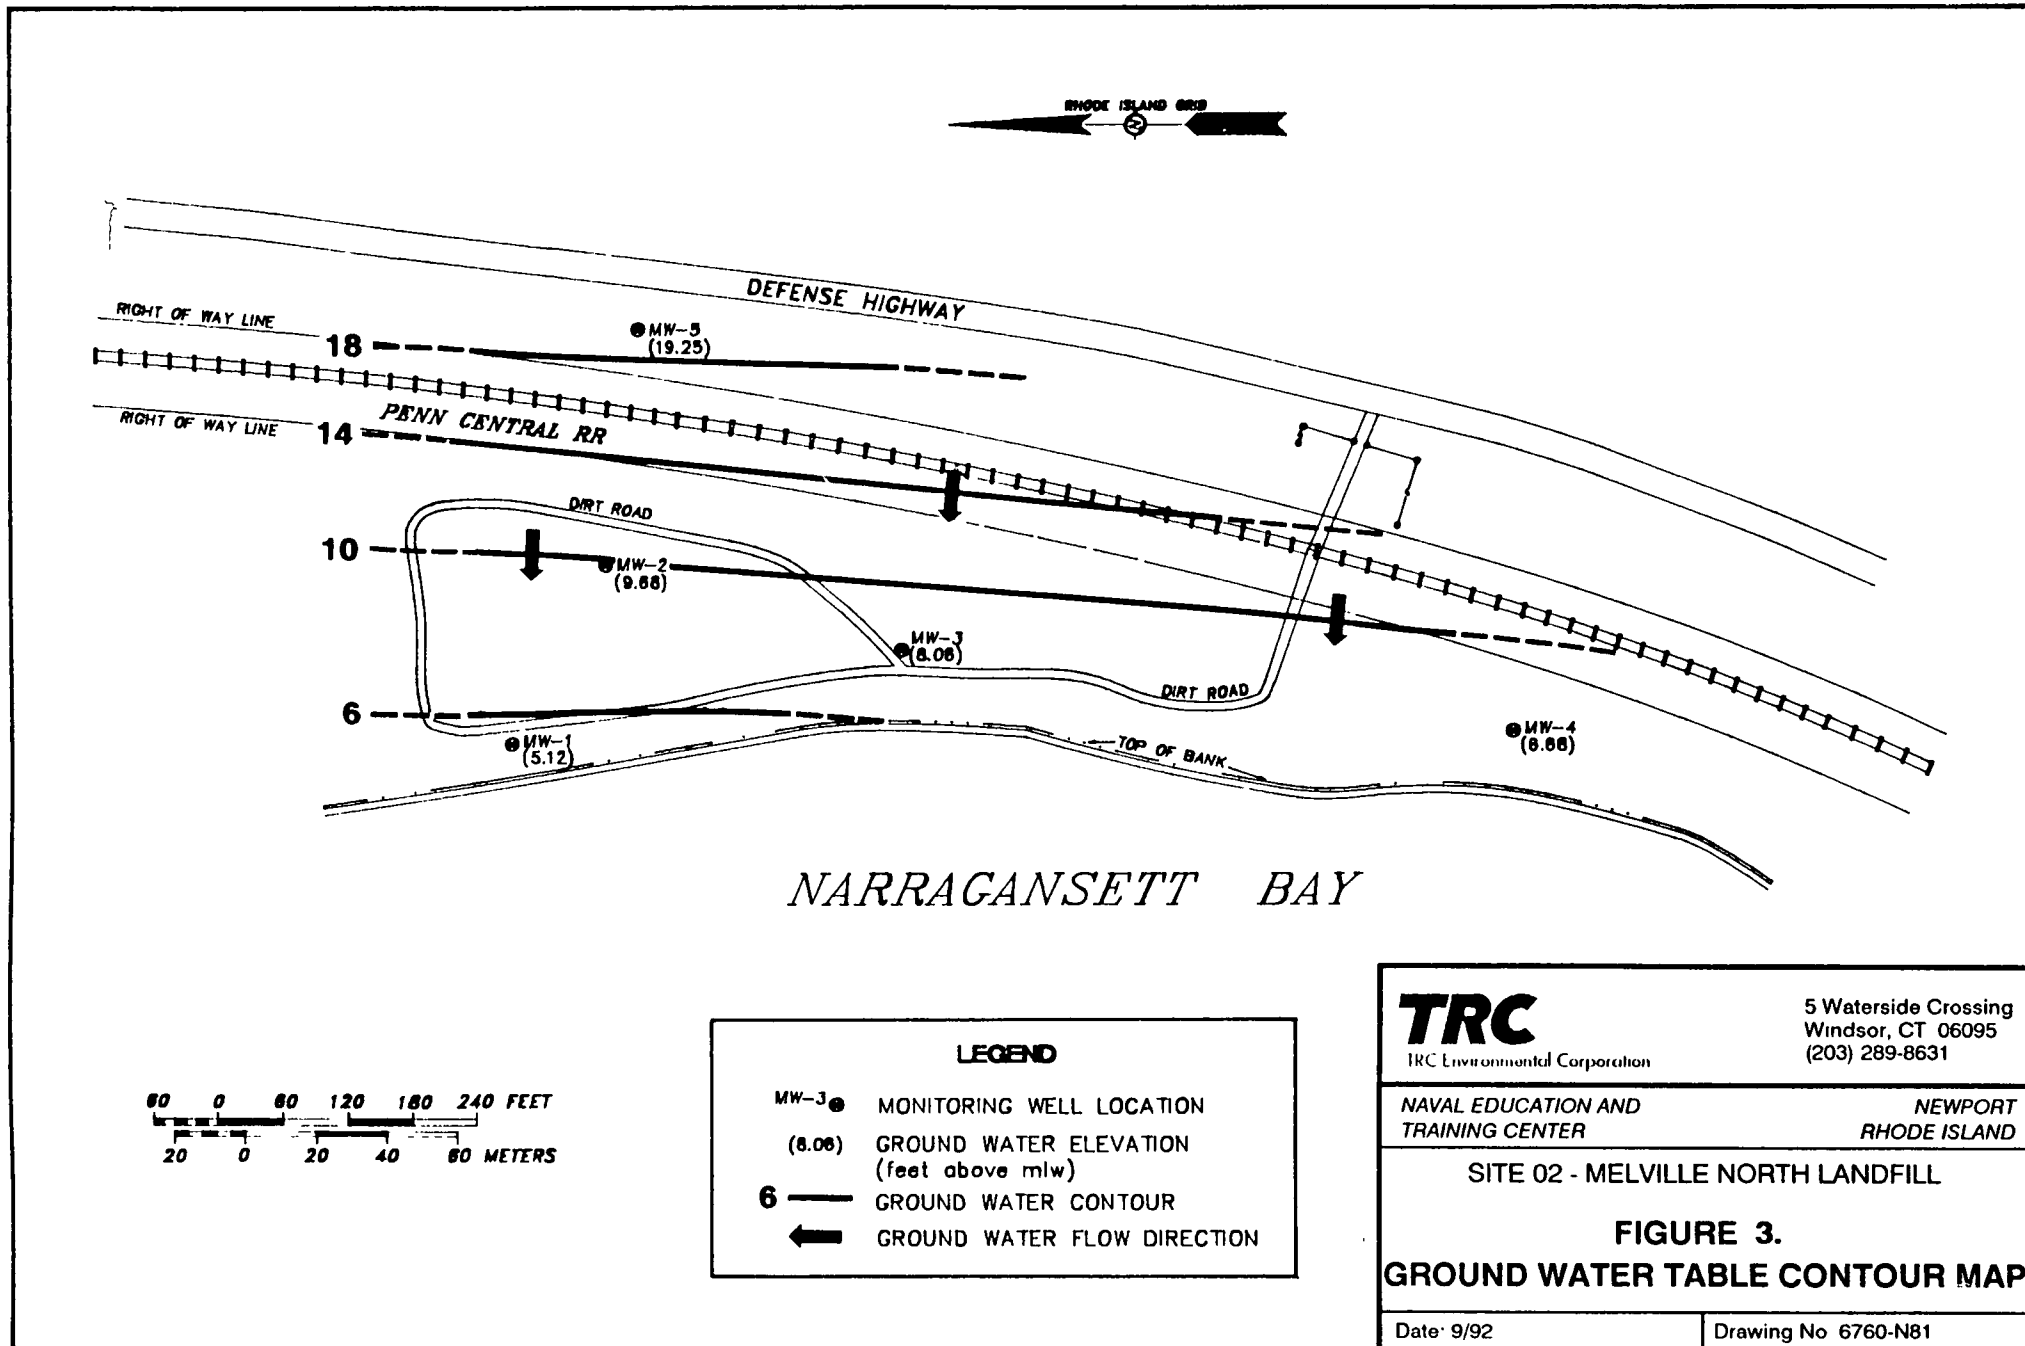 RHODE ISLAND GRID
N
DEFENSE HIGHWAY
RIGHT OF WAY LINE
18
MW-5
(19.25)
PENN CENTRAL RR
RIGHT OF WAY LINE
14
DIRT ROAD
10
MW-2
(9.68)
MW-3
DIRT ROAD
6
MW-1
(5.12)
MW-4
TOP OF BANK
NARRAGANSETT BAY
60 0 60 120 180 240 FEET
20 0 20 40 60 METERS
LEGEND
MW-3 MONITORING WELL LOCATION
GROUND WATER ELEVATION
(feet above mlw)
6 GROUND WATER CONTOUR
GROUND WATER FLOW DIRECTION
TRC
TRC Environmental Corporation
5 Waterside Crossing
Windsor, CT 06095
(203) 289-8631
NAVAL EDUCATION AND
TRAINING CENTER
NEWPORT
RHODE ISLAND
SITE 02 - MELVILLE NORTH LANDFILL
FIGURE 3.
GROUND WATER TABLE CONTOUR MAP
Date: 9/92
Drawing No 6760-N81